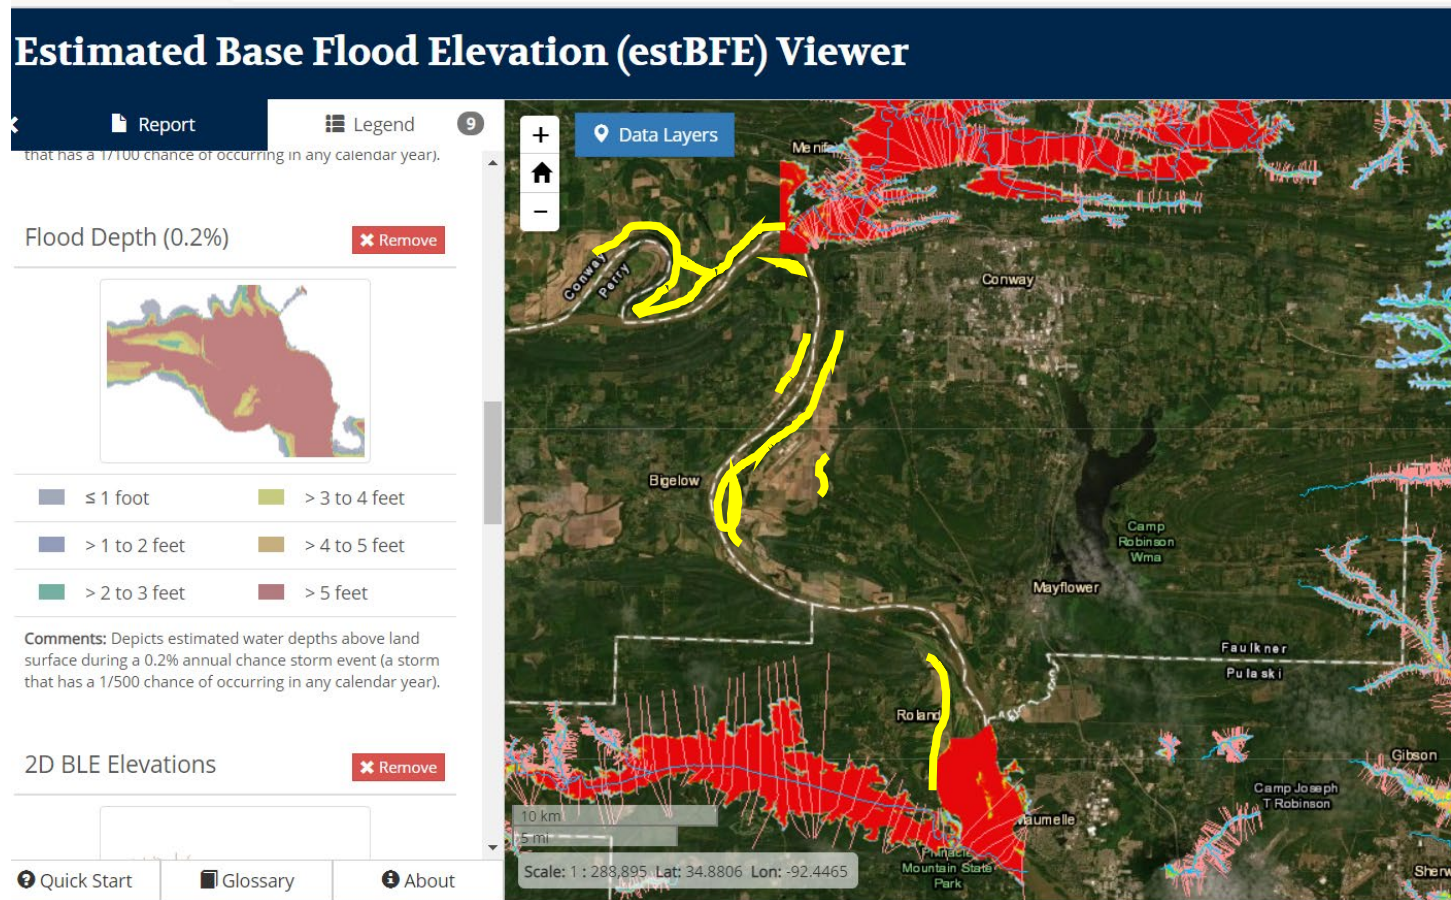 Estimated Base Flood Elevation (estBFE) Viewer
Report
Legend
9
that has a 1/100 chance of occurring in any calendar year).
Flood Depth (0.2%)
Remove
≤ 1 foot
> 3 to 4 feet
> 1 to 2 feet
> 4 to 5 feet
> 2 to 3 feet
> 5 feet
Comments: Depicts estimated water depths above land
surface during a 0.2% annual chance storm event (a storm
that has a 1/500 chance of occurring in any calendar year).
2D BLE Elevations
Remove
Quick Start
Glossary
About
+
−
Data Layers
Conway
Perry
Conway
Bigelow
Camp
Robinson
Wma
Mayflower
Faulkner
Pulaski
Roland
Gibson
Camp Joseph
T Robinson
Maumelle
10 km
5 mi
Pinnacle
Mountain State
Park
Scale: 1 : 288,895 Lat: 34.8806 Lon: -92.4465